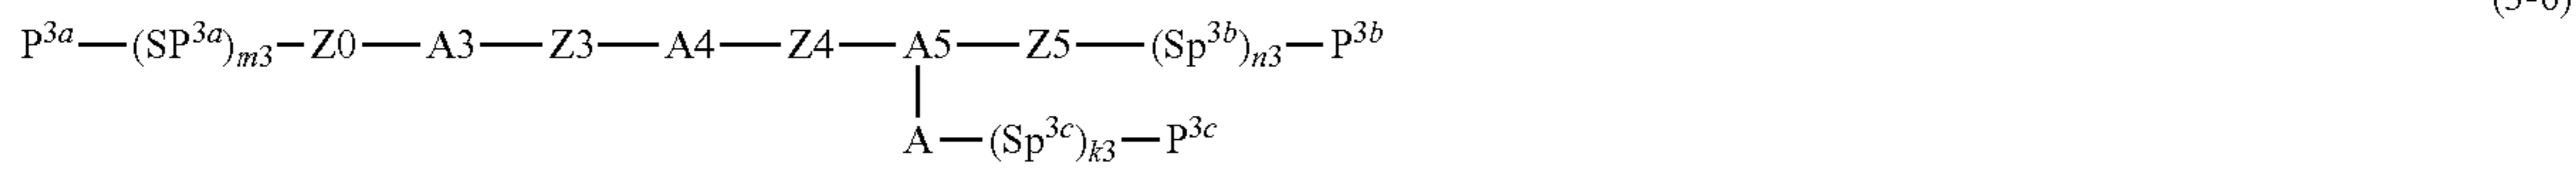 P³ᵃ—(SP³ᵃ)ₘ₃—Z0—A3—Z3—A4—Z4—A5—Z5—(Sp³ᵇ)ₙ₃—P³ᵇ
A—(Sp³ᶜ)ₖ₃—P³ᶜ